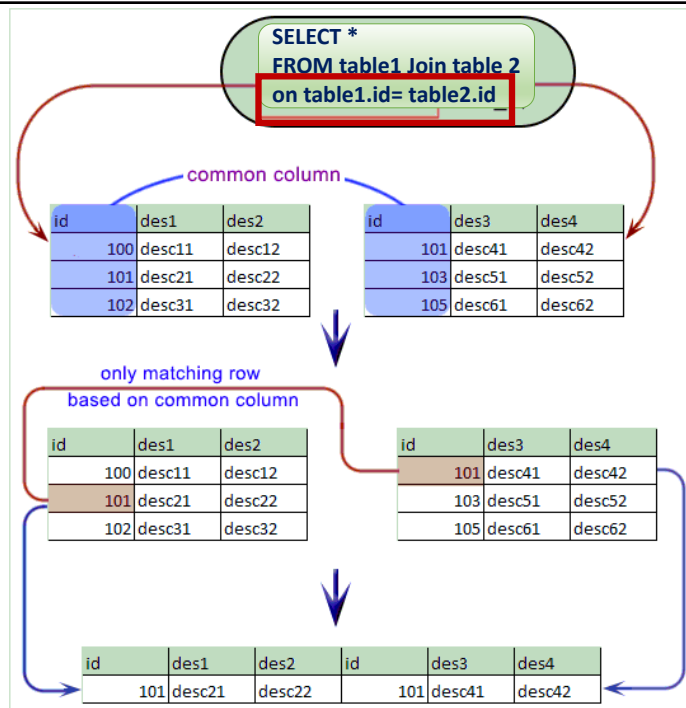 SELECT *
FROM table1 Join table 2
on table1.id= table2.id
common column
id des1 des2
100 desc11 desc12
101 desc21 desc22
102 desc31 desc32
id des3 des4
101 desc41 desc42
103 desc51 desc52
105 desc61 desc62
only matching row
based on common column
id des1 des2
100 desc11 desc12
101 desc21 desc22
102 desc31 desc32
id des3 des4
101 desc41 desc42
103 desc51 desc52
105 desc61 desc62
id des1 des2 id des3 des4
101 desc21 desc22 101 desc41 desc42